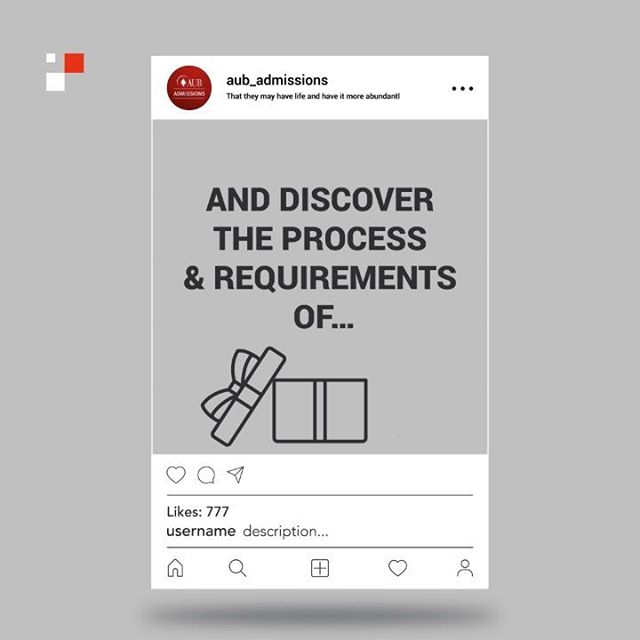 AUB
ADMISSIONS
aub_admissions
That they may have life and have it more abundantl
AND DISCOVER
THE PROCESS
& REQUIREMENTS
OF...
Likes: 777
username description...